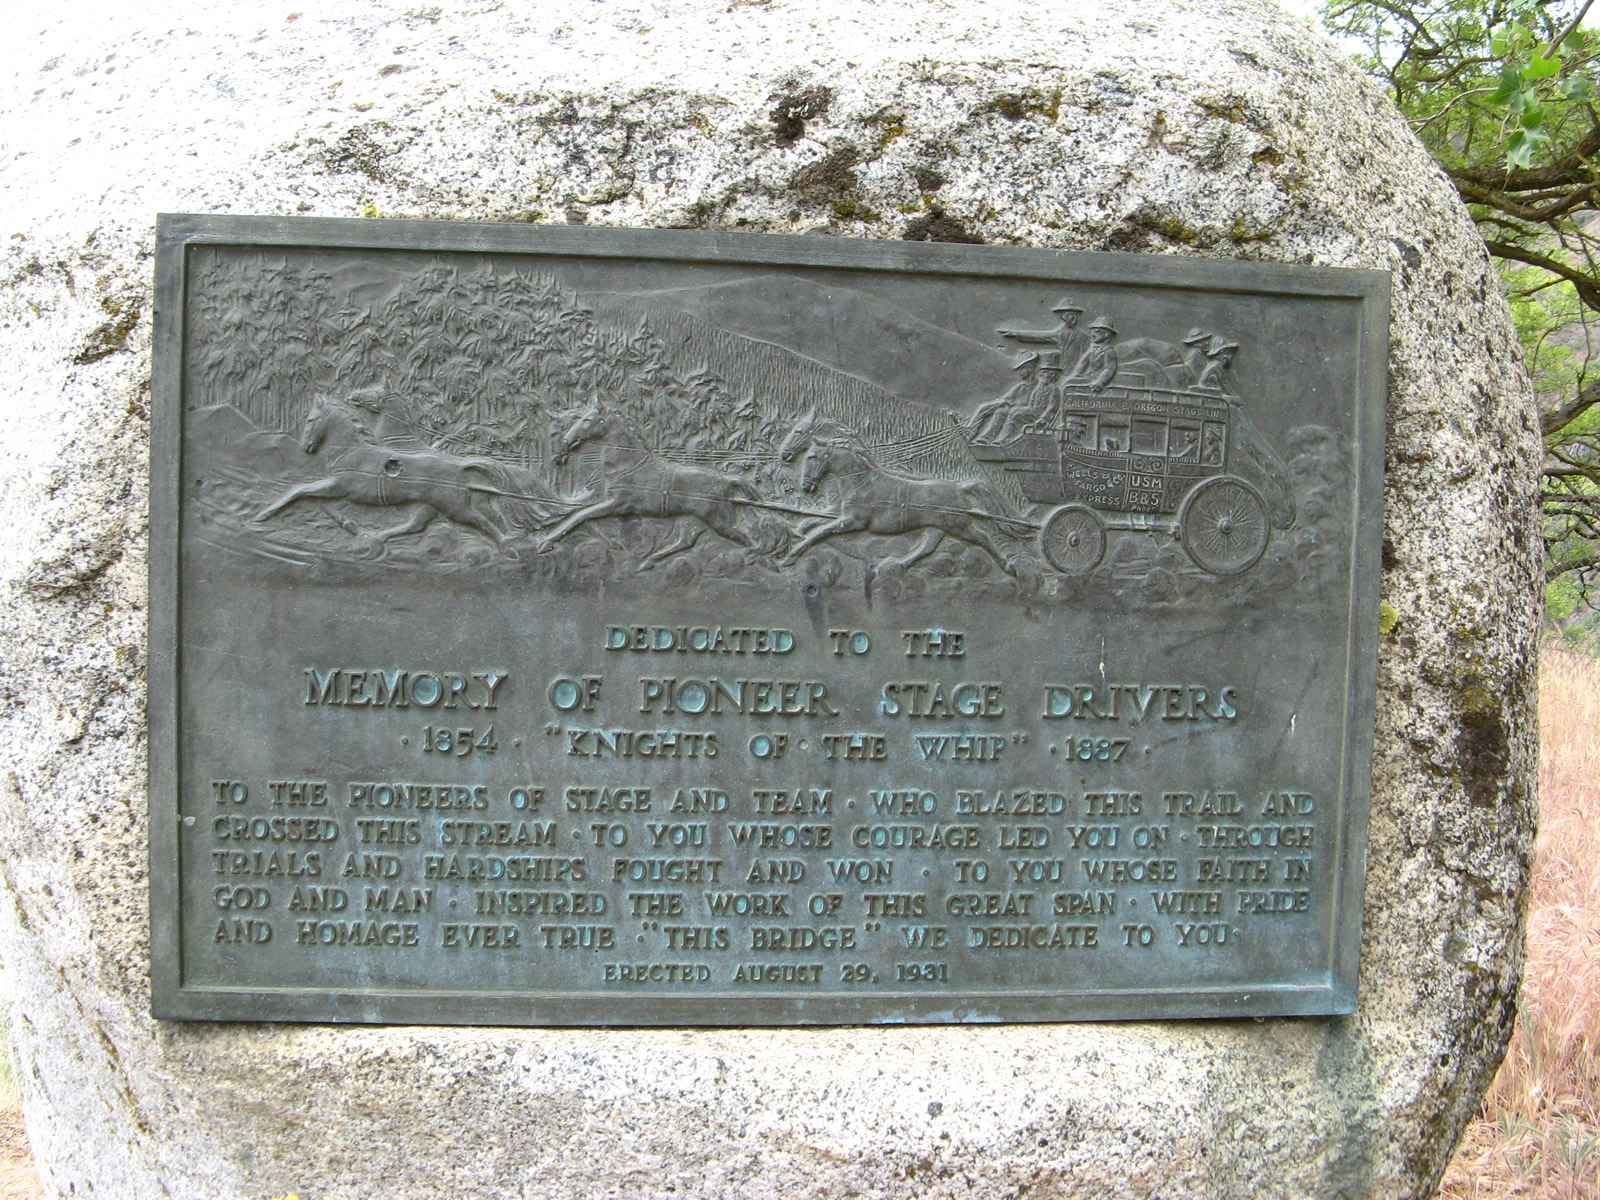 CALIFORNIA & OREGON STAGE LINE
WELLS
FARGO &
EXPRESS
USM
B&S
DEDICATED TO THE
MEMORY OF PIONEER STAGE DRIVERS
· 1854 · "KNIGHTS OF THE WHIP" · 1887 ·
TO THE PIONEERS OF STAGE AND TEAM · WHO BLAZED THIS TRAIL AND
CROSSED THIS STREAM · TO YOU WHOSE COURAGE LED YOU ON · THROUGH
TRIALS AND HARDSHIPS FOUGHT AND WON · TO YOU WHOSE FAITH IN
GOD AND MAN · INSPIRED THE WORK OF THIS GREAT SPAN · WITH PRIDE
AND HOMAGE EVER TRUE · "THIS BRIDGE" WE DEDICATE TO YOU·
ERECTED AUGUST 29, 1931